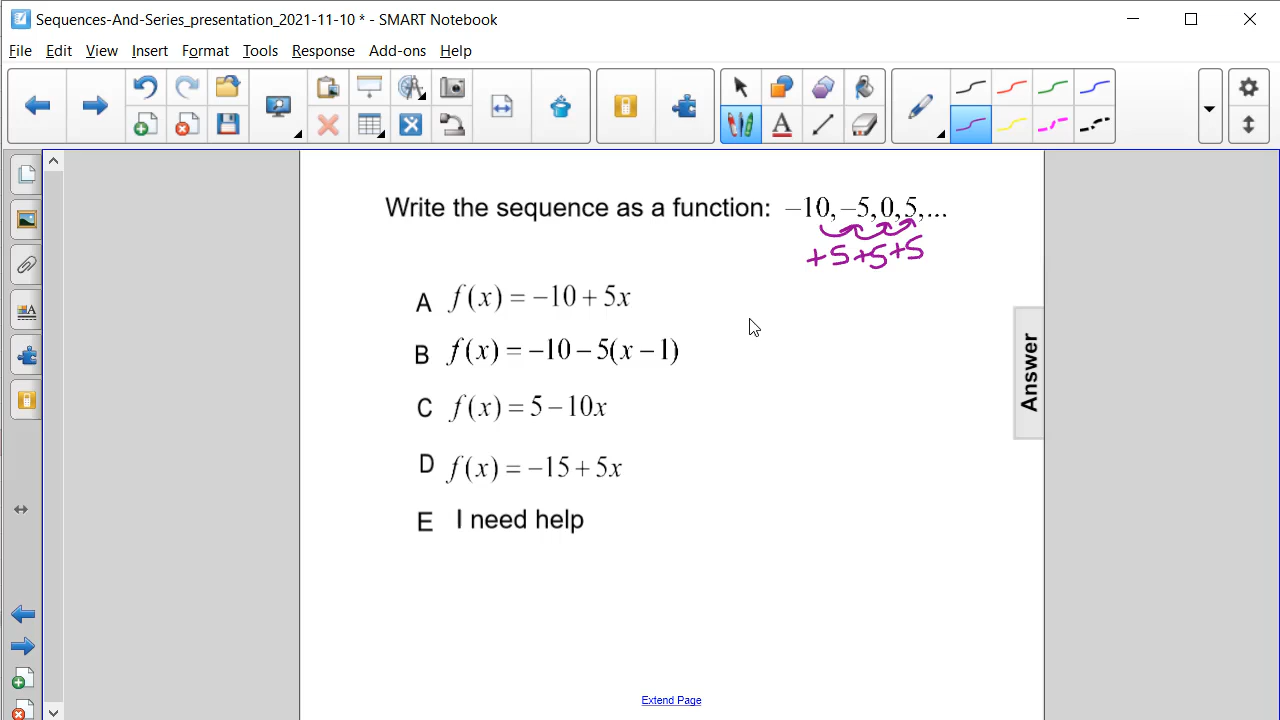 Sequences-And-Series_presentation_2021-11-10 * - SMART Notebook
File Edit View Insert Format Tools Response Add-ons Help
Write the sequence as a function: −10, −5, 0, 5, ...
+5 +5 +5
A f(x) = −10 + 5x
B f(x) = −10 − 5(x − 1)
C f(x) = 5 − 10x
D f(x) = −15 + 5x
E I need help
Answer
Extend Page